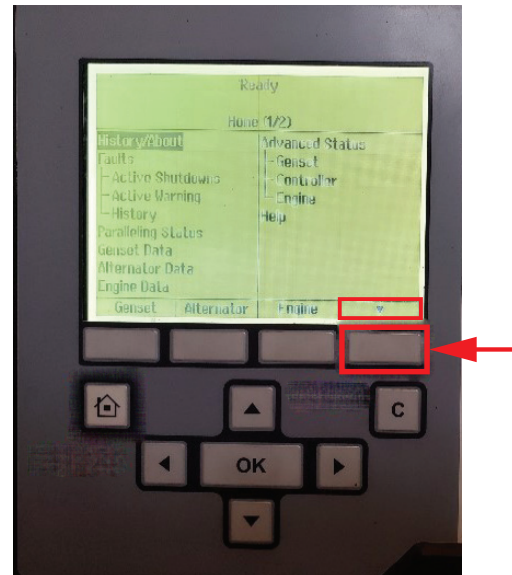 Ready
Home (1/2)
History/About
Faults
Active Shutdowns
Active Warning
History
Paralleling Status
Genset Data
Alternator Data
Engine Data
Advanced Status
Genset
Controller
Engine
Help
Genset Alternator Engine
C
OK